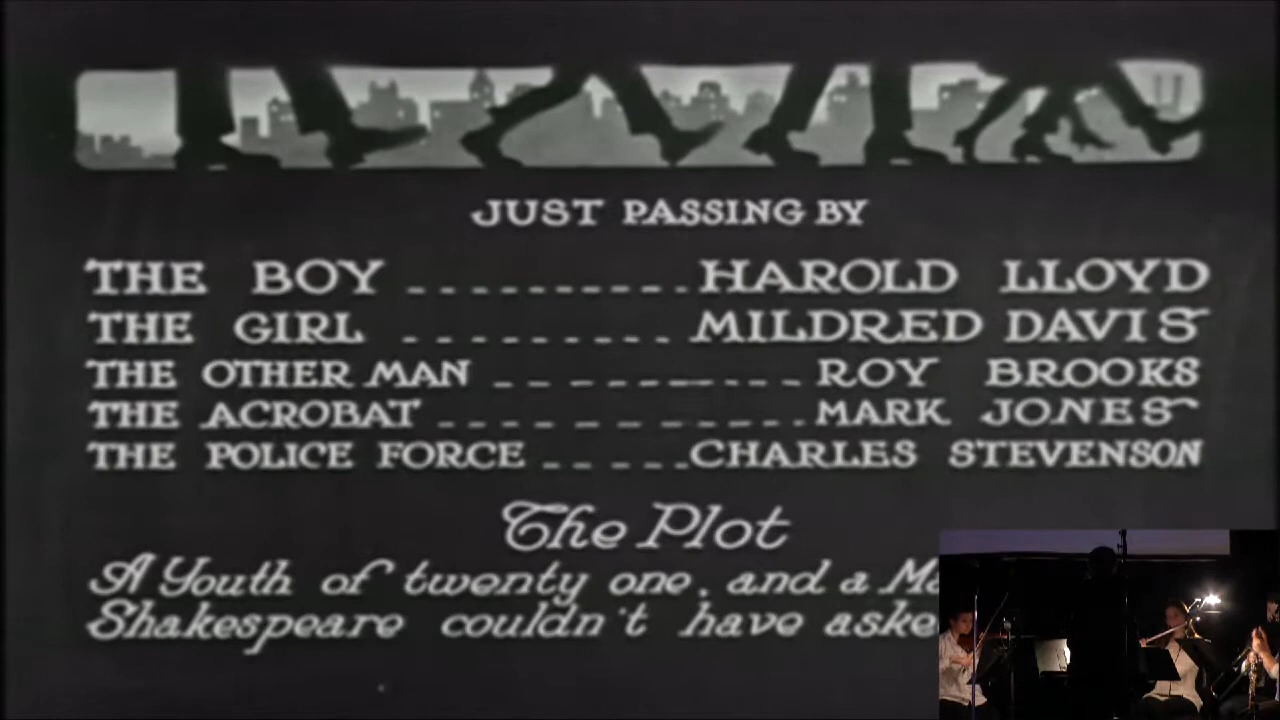 JUST PASSING BY
THE BOY HAROLD LLOYD
THE GIRL MILDRED DAVIS
THE OTHER MAN ROY BROOKS
THE ACROBAT MARK JONES
THE POLICE FORCE CHARLES STEVENSON
The Plot
A Youth of twenty one, and a
Shakespeare couldn't have